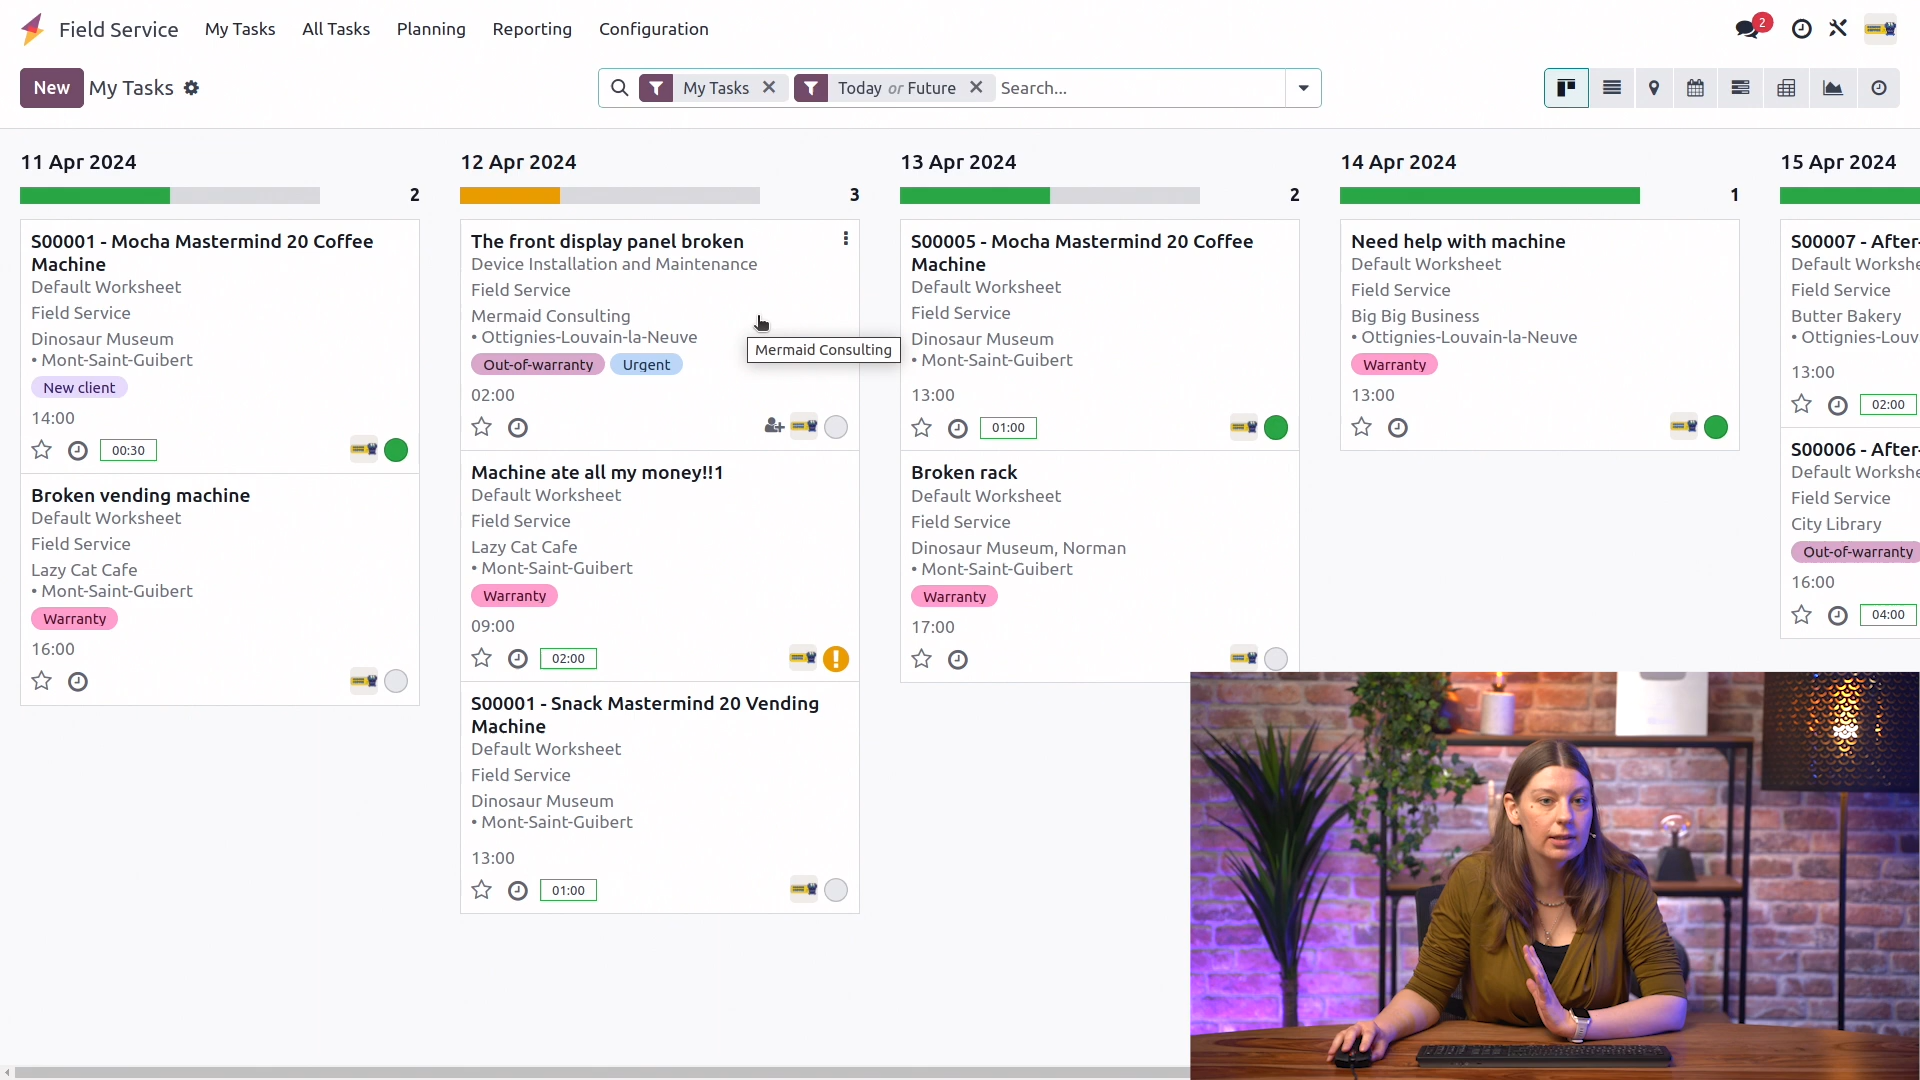 Field Service
My Tasks
All Tasks
Planning
Reporting
Configuration
2
New
My Tasks
My Tasks
Today or Future
Search...
11 Apr 2024
2
S00001 - Mocha Mastermind 20 Coffee
Machine
Default Worksheet
Field Service
Dinosaur Museum
• Mont-Saint-Guibert
New client
14:00
00:30
Broken vending machine
Default Worksheet
Field Service
Lazy Cat Cafe
• Mont-Saint-Guibert
Warranty
16:00
12 Apr 2024
3
The front display panel broken
Device Installation and Maintenance
Field Service
Mermaid Consulting
• Ottignies-Louvain-la-Neuve
Mermaid Consulting
Out-of-warranty
Urgent
02:00
Machine ate all my money!!1
Default Worksheet
Field Service
Lazy Cat Cafe
• Mont-Saint-Guibert
Warranty
09:00
02:00
S00001 - Snack Mastermind 20 Vending
Machine
Default Worksheet
Field Service
Dinosaur Museum
• Mont-Saint-Guibert
13:00
01:00
13 Apr 2024
2
S00005 - Mocha Mastermind 20 Coffee
Machine
Default Worksheet
Field Service
Dinosaur Museum
• Mont-Saint-Guibert
13:00
01:00
Broken rack
Default Worksheet
Field Service
Dinosaur Museum, Norman
• Mont-Saint-Guibert
Warranty
17:00
14 Apr 2024
1
Need help with machine
Default Worksheet
Field Service
Big Big Business
• Ottignies-Louvain-la-Neuve
Warranty
13:00
15 Apr 2024
S00007 - After-
Default Workshe
Field Service
Butter Bakery
• Ottignies-Louv
13:00
02:00
S00006 - After-
Default Workshe
Field Service
City Library
Out-of-warranty
16:00
04:00